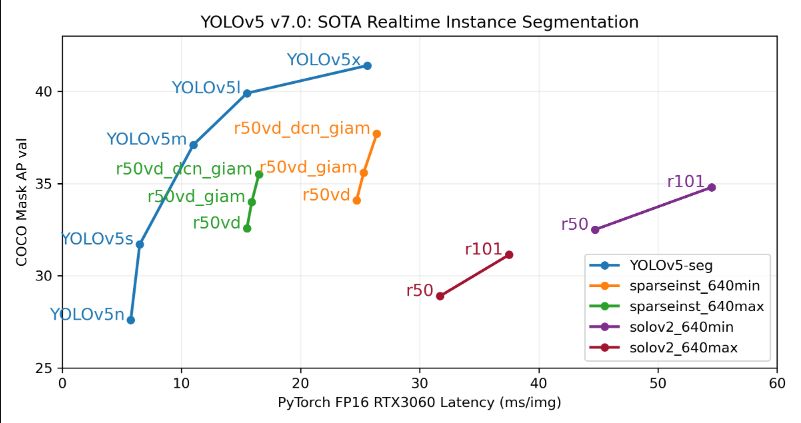 YOLOv5 v7.0: SOTA Realtime Instance Segmentation
COCO Mask AP val
40
35
30
25
YOLOv5x
YOLOv5l
YOLOv5m
YOLOv5s
YOLOv5n
r50vd_dcn_giam
r50vd_giam
r50vd
r50vd_dcn_giam
r50vd_giam
r50vd
r101
r50
r101
r50
YOLOv5-seg
sparseinst_640min
sparseinst_640max
solov2_640min
solov2_640max
0 10 20 30 40 50 60
PyTorch FP16 RTX3060 Latency (ms/img)